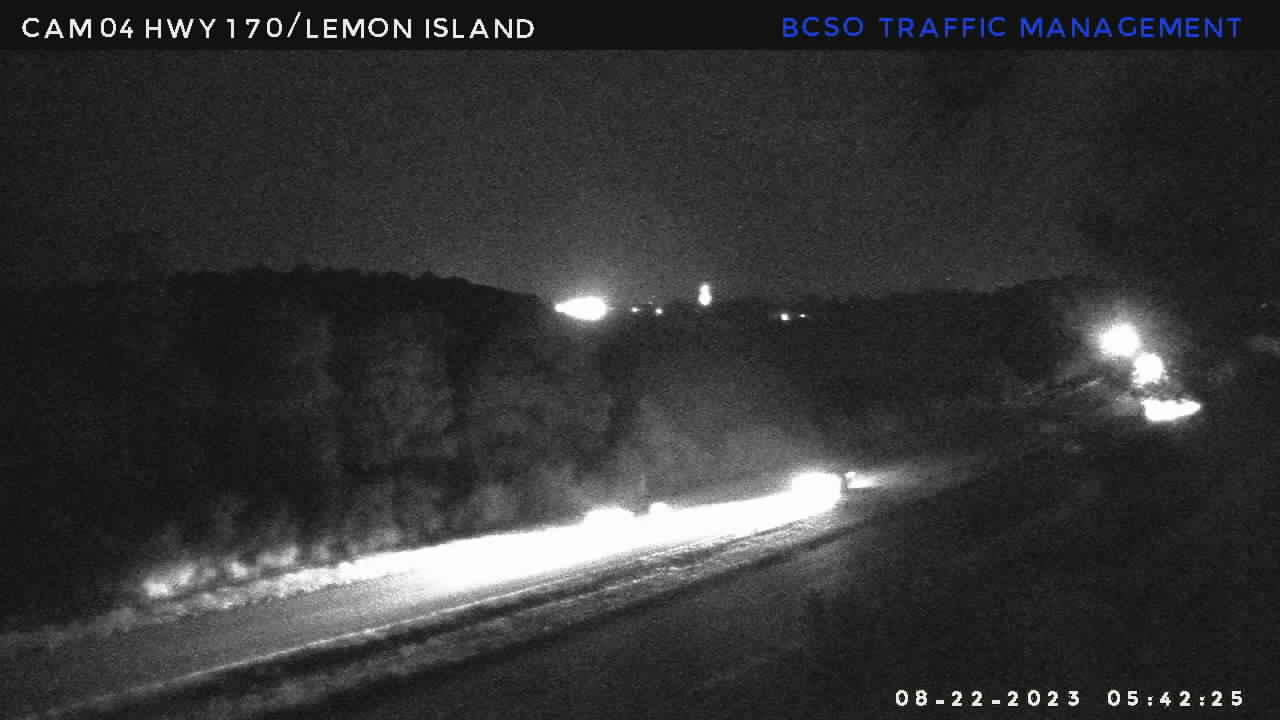 CAM04 HWY 170/LEMON ISLAND
BCSO TRAFFIC MANAGEMENT
08-22-2023 05:42:25